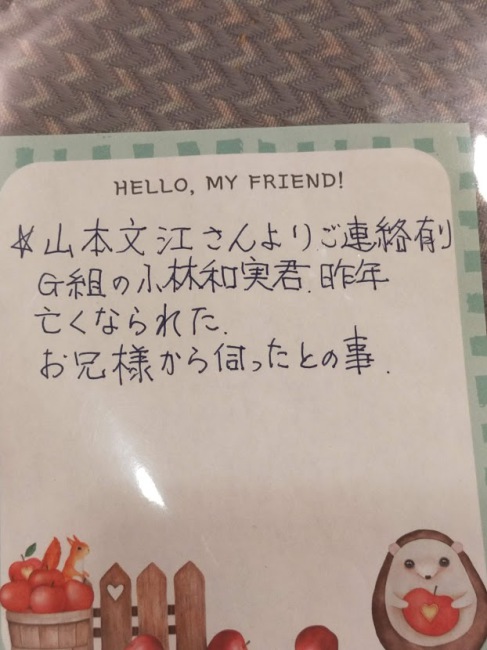 HELLO, MY FRIEND!
☆山本文江さんよりご連絡有り
G組の小林和実君、昨年
亡くなられた、
お兄様から伺ったとの事、